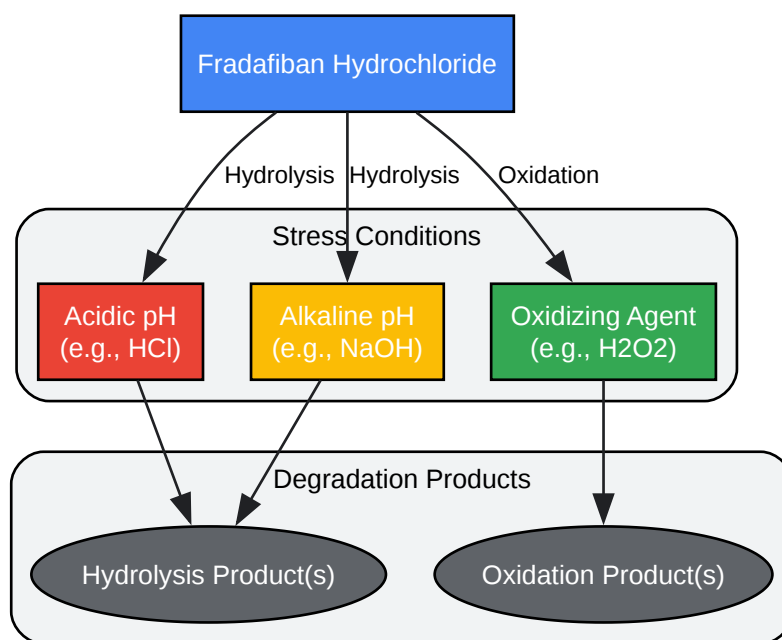 Fradafiban Hydrochloride
Hydrolysis
Hydrolysis
Oxidation
Stress Conditions
Acidic pH
(e.g., HCl)
Alkaline pH
(e.g., NaOH)
Oxidizing Agent
(e.g., H2O2)
Degradation Products
Hydrolysis Product(s)
Oxidation Product(s)